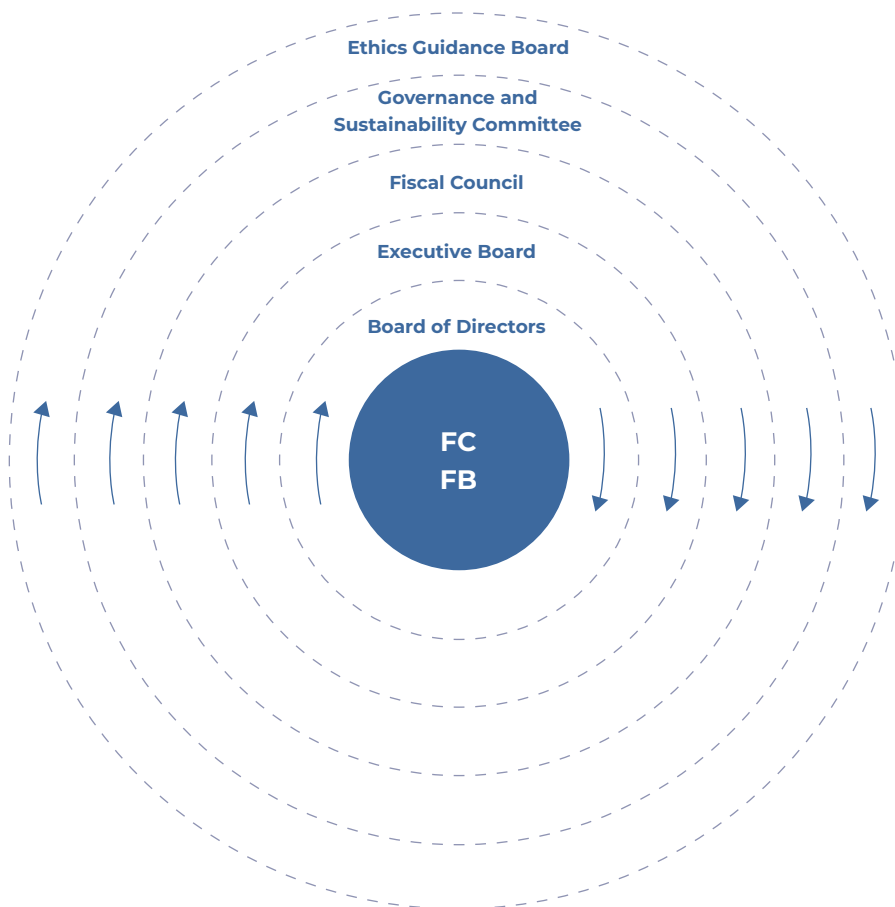 Ethics Guidance Board
Governance and
Sustainability Committee
Fiscal Council
Executive Board
Board of Directors
FC
FB